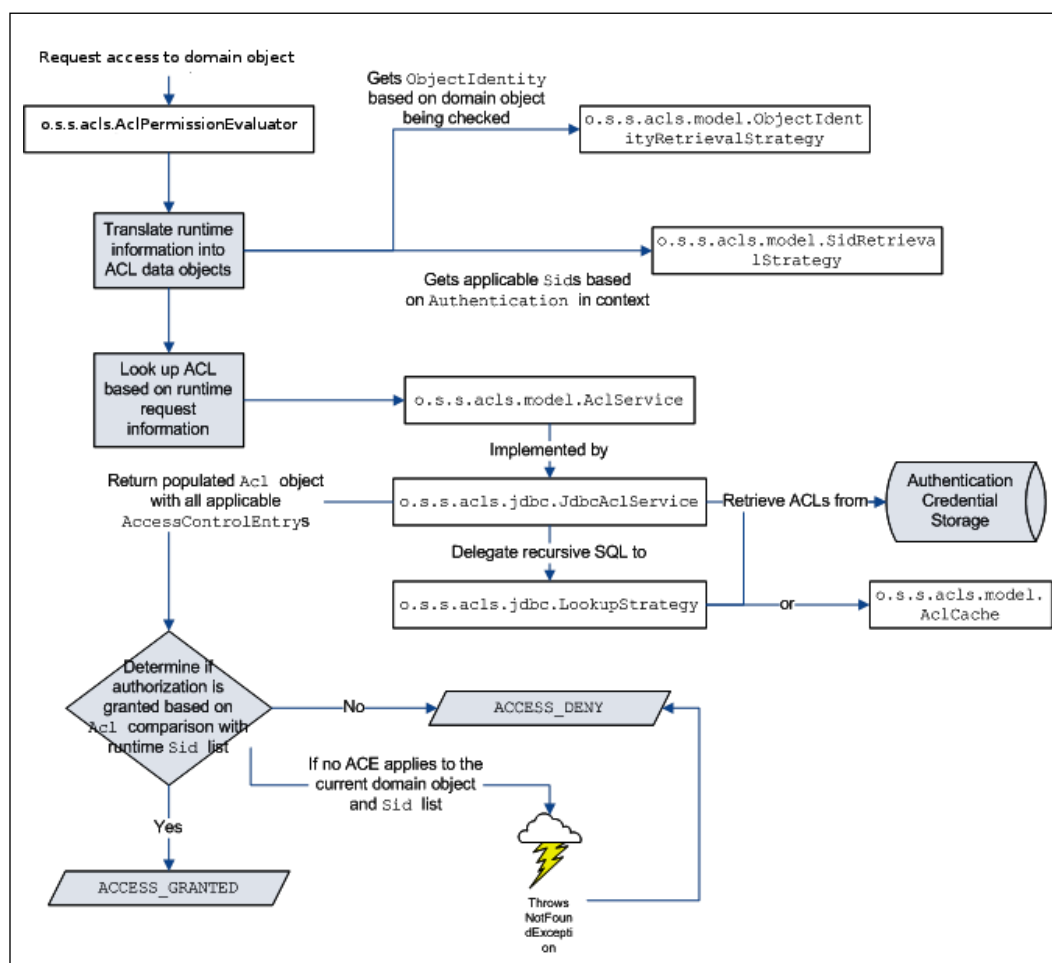 Request access to domain object
o.s.s.acls.AclPermissionEvaluator
Gets ObjectIdentity
based on domain object
being checked
o.s.s.acls.model.ObjectIdent
ityRetrievalStrategy
Translate runtime
information into
ACL data objects
o.s.s.acls.model.SidRetrieva
lStrategy
Gets applicable Sids based
on Authentication in context
Look up ACL
based on runtime
request
information
o.s.s.acls.model.AclService
Implemented by
Return populated Acl object
with all applicable
AccessControlEntrys
o.s.s.acls.jdbc.JdbcAclService
Retrieve ACLs from
Authentication
Credential
Storage
Delegate recursive SQL to
o.s.s.acls.jdbc.LookupStrategy
or
o.s.s.acls.model.
AclCache
Determine if
authorization is
granted based on
Acl comparison with
runtime Sid list
No
ACCESS_DENY
If no ACE applies to the
current domain object
and Sid list
Yes
ACCESS_GRANTED
Throws
NotFoun
dExcepti
on